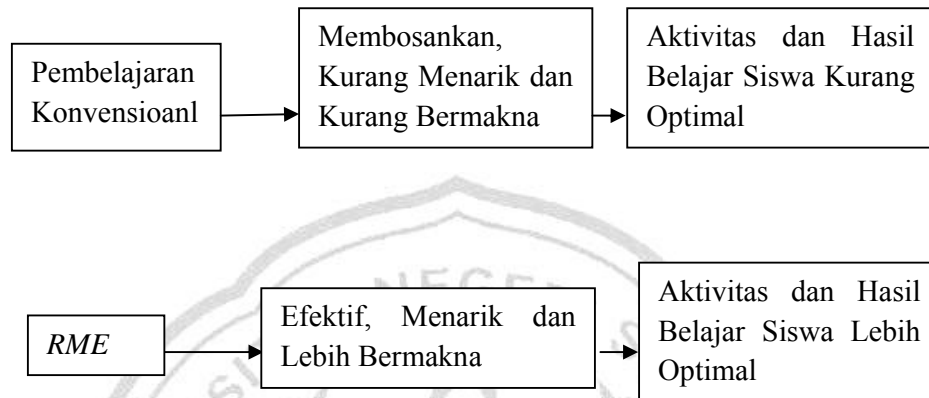 Pembelajaran
Konvensioanl
Membosankan,
Kurang Menarik dan
Kurang Bermakna
Aktivitas dan Hasil
Belajar Siswa Kurang
Optimal
NEGE
RME
Efektif, Menarik dan
Lebih Bermakna
Aktivitas dan Hasil
Belajar Siswa Lebih
Optimal